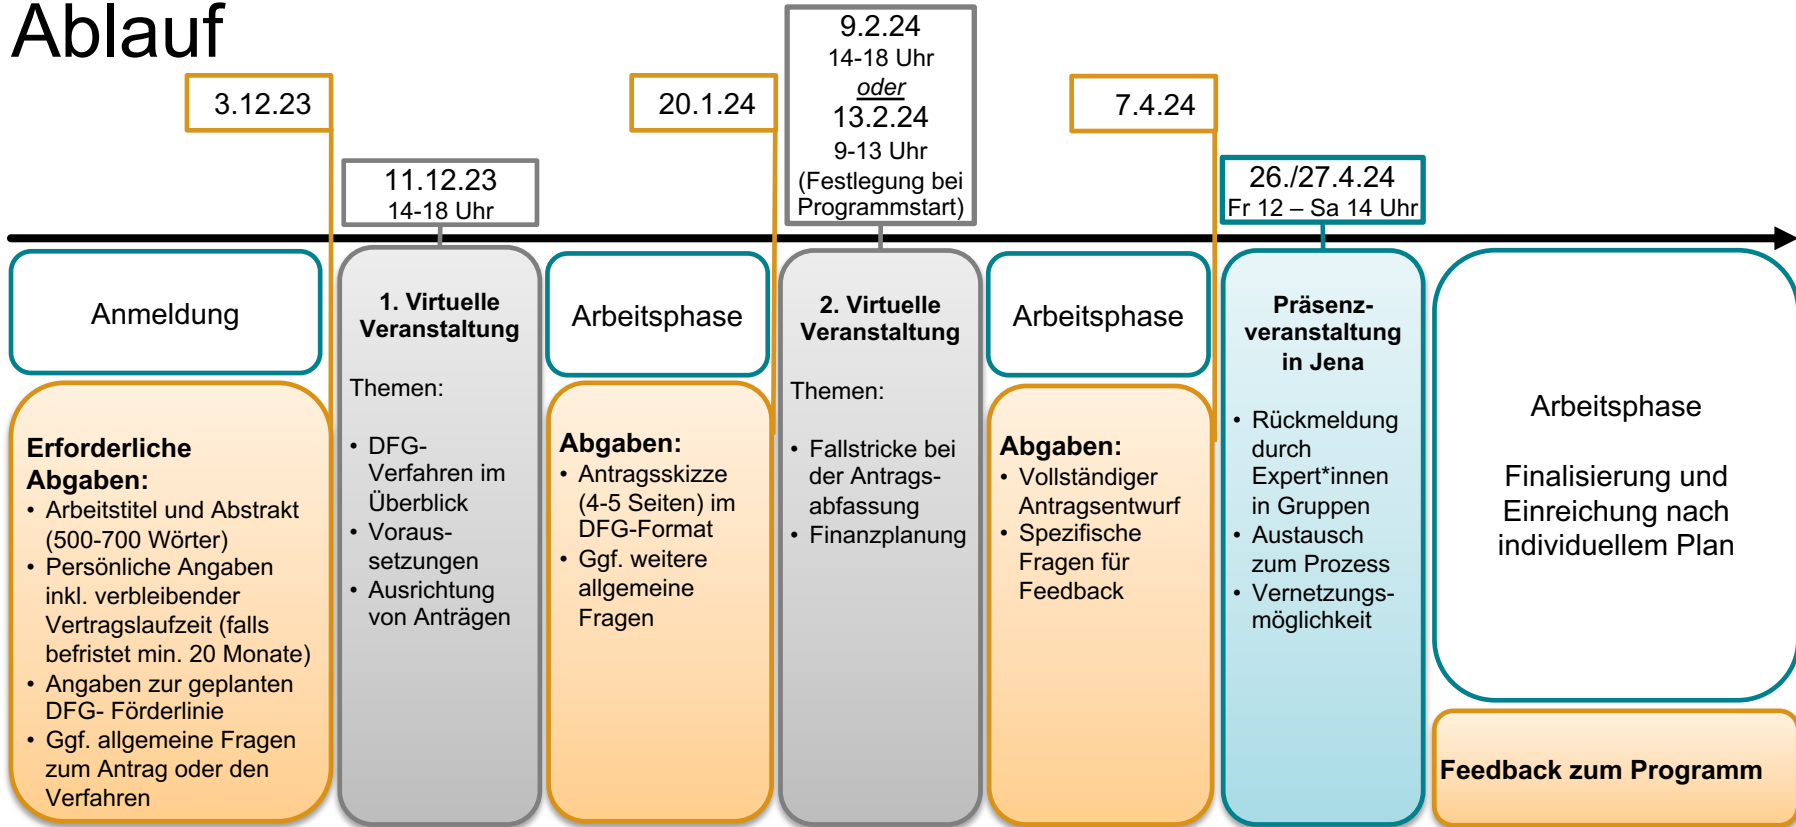 Ablauf
3.12.23
11.12.23
14-18 Uhr
20.1.24
9.2.24
14-18 Uhr
oder
13.2.24
9-13 Uhr
(Festlegung bei
Programmstart)
7.4.24
26./27.4.24
Fr 12 – Sa 14 Uhr
Anmeldung
Erforderliche
Abgaben:
• Arbeitstitel und Abstrakt
(500-700 Wörter)
• Persönliche Angaben
inkl. verbleibender
Vertragslaufzeit (falls
befristet min. 20 Monate)
• Angaben zur geplanten
DFG- Förderlinie
• Ggf. allgemeine Fragen
zum Antrag oder den
Verfahren
1. Virtuelle
Veranstaltung
Themen:
• DFG-
Verfahren im
Überblick
• Voraus-
setzungen
• Ausrichtung
von Anträgen
Arbeitsphase
Abgaben:
• Antragsskizze
(4-5 Seiten) im
DFG-Format
• Ggf. weitere
allgemeine
Fragen
2. Virtuelle
Veranstaltung
Themen:
• Fallstricke bei
der Antrags-
abfassung
• Finanzplanung
Arbeitsphase
Abgaben:
• Vollständiger
Antragsentwurf
• Spezifische
Fragen für
Feedback
Präsenz-
veranstaltung
in Jena
• Rückmeldung
durch
Expert*innen
in Gruppen
• Austausch
zum Prozess
• Vernetzungs-
möglichkeit
Arbeitsphase
Finalisierung und
Einreichung nach
individuellem Plan
Feedback zum Programm